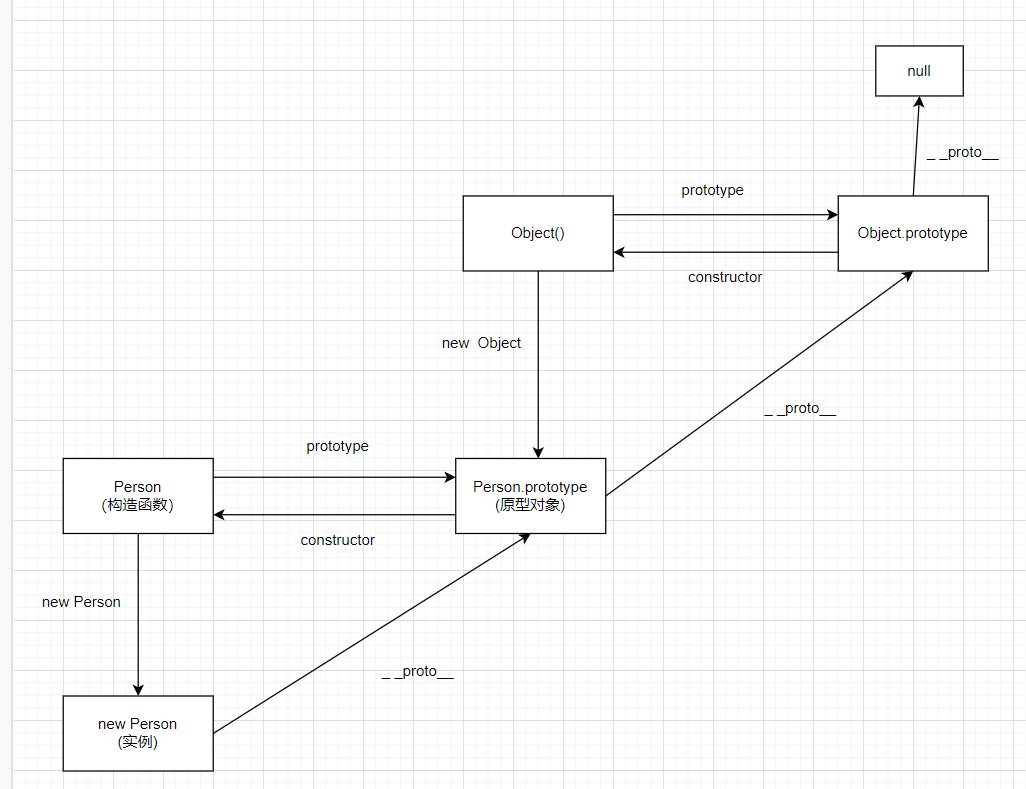 null
_ _proto__
prototype
Object()
Object.prototype
constructor
new  Object
_ _proto__
prototype
Person
(构造函数)
Person.prototype
(原型对象)
constructor
new Person
_ _proto__
new Person
(实例)